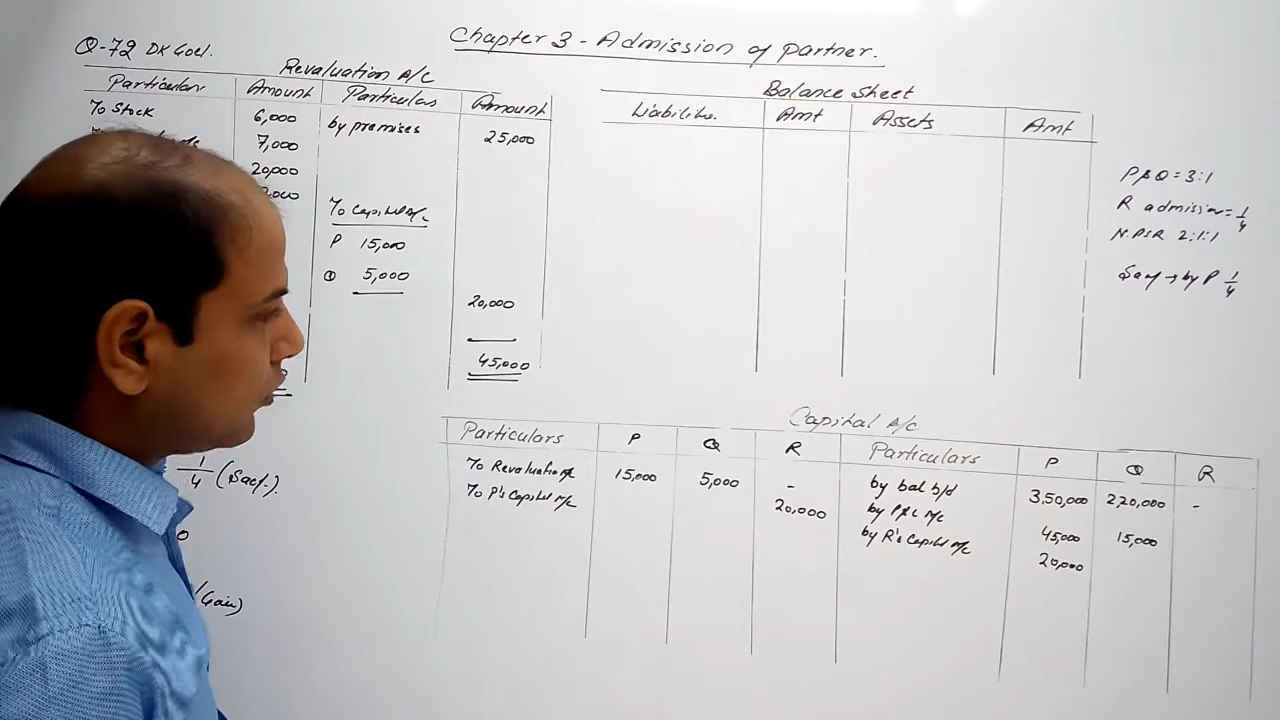 Chapter 3 - Admission of partner.
Q-72 DK Goel.
Revaluation A/c
Particulars Amount Particulars Amount
To Stock 6,000 by premises 25,000
7,000
20,000
To Capital A/c
P 15,000
Q 5,000
20,000
45,000
Balance Sheet
Liabilities. Amt Assets Amt
P & Q = 3:1
R admission = 1/4
N.P.S.R 2:1:1
Sacf → by P 1/4
1/4 (Sacf.)
Gain)
Capital A/c
Particulars P Q R Particulars P Q R
To Revaluation A/c 15,000 5,000 - by bal b/d 3,50,000 2,20,000 -
To P's Capital A/c 20,000 by P&L A/c 45,000 15,000
by R's Capital A/c 20,000